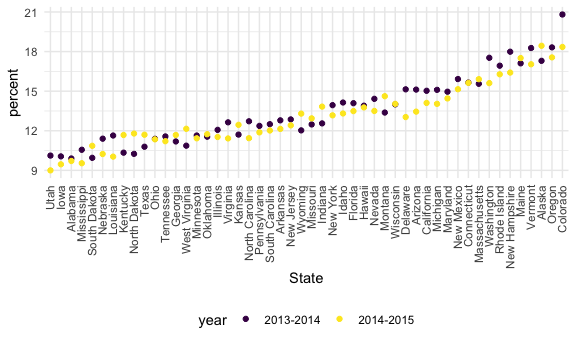 21
18
15
12
9
percent
Utah
Iowa
Alabama
Mississippi
South Dakota
Nebraska
Louisiana
Kentucky
North Dakota
Texas
Ohio
Tennessee
Georgia
West Virginia
Minnesota
Oklahoma
Illinois
Virginia
Kansas
North Carolina
Pennsylvania
South Carolina
Arkansas
New Jersey
Wyoming
Missouri
Indiana
New York
Idaho
Florida
Hawaii
Nevada
Montana
Wisconsin
Delaware
Arizona
California
Michigan
Maryland
New Mexico
Connecticut
Massachusetts
Washington
Rhode Island
New Hampshire
Maine
Vermont
Alaska
Oregon
Colorado
State
year 2013-2014 2014-2015